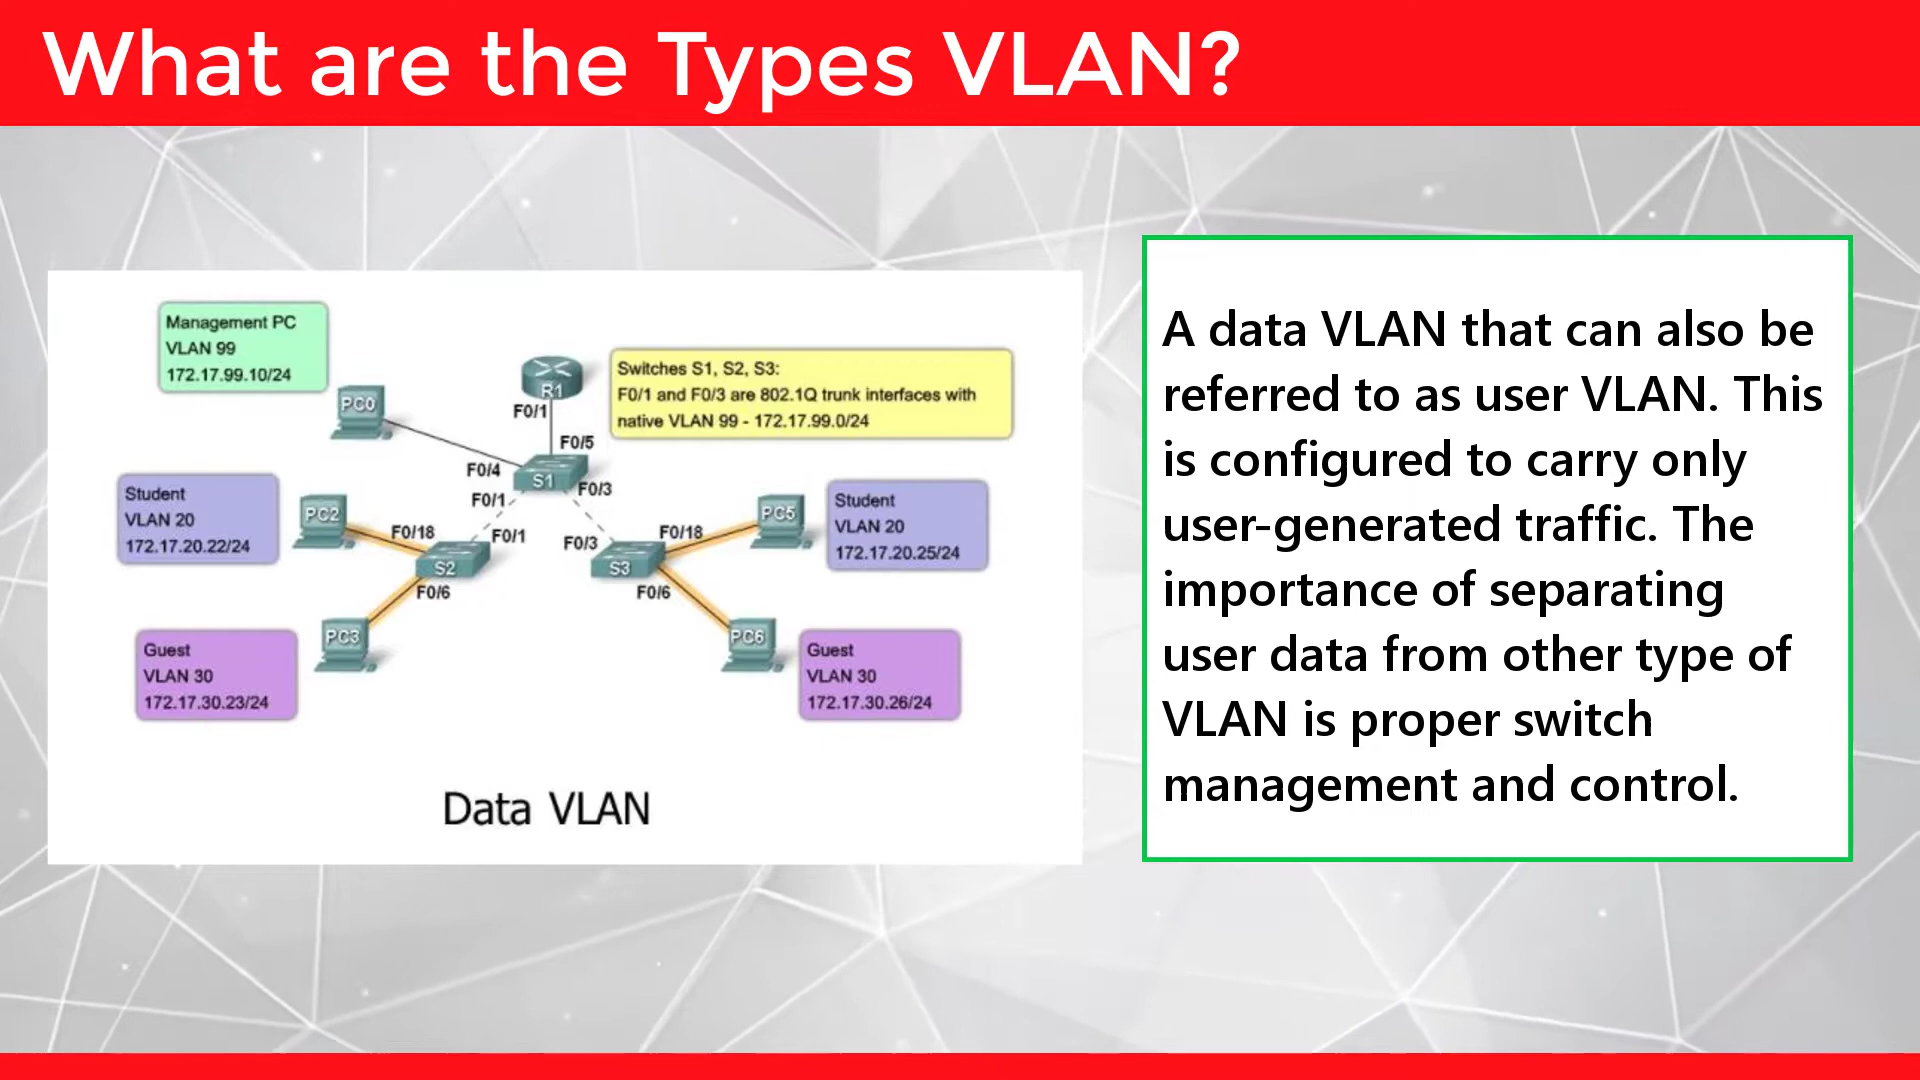 What are the Types VLAN?
Management PC
VLAN 99
172.17.99.10/24
PC0
R1
F0/1
Switches S1, S2, S3:
F0/1 and F0/3 are 802.1Q trunk interfaces with
native VLAN 99 - 172.17.99.0/24
F0/5
F0/4
S1
F0/1
F0/3
Student
VLAN 20
172.17.20.22/24
PC2
F0/18
F0/1
S2
F0/6
F0/3
F0/18
S3
F0/6
PC5
Student
VLAN 20
172.17.20.25/24
Guest
VLAN 30
172.17.30.23/24
PC3
PC6
Guest
VLAN 30
172.17.30.26/24
Data VLAN
A data VLAN that can also be
referred to as user VLAN. This
is configured to carry only
user-generated traffic. The
importance of separating
user data from other type of
VLAN is proper switch
management and control.